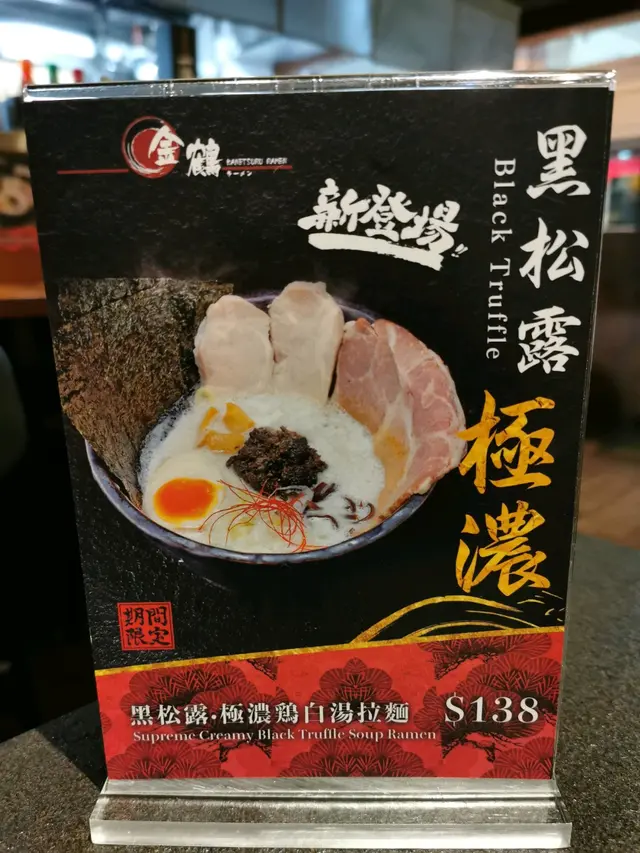 金鶴
KANETSURU RAMEN
ラーメン
新登場!!
黑松露
Black Truffle
極濃
期間
限定
黑松露·極濃鶏白湯拉麵 $138
Supreme Creamy Black Truffle Soup Ramen